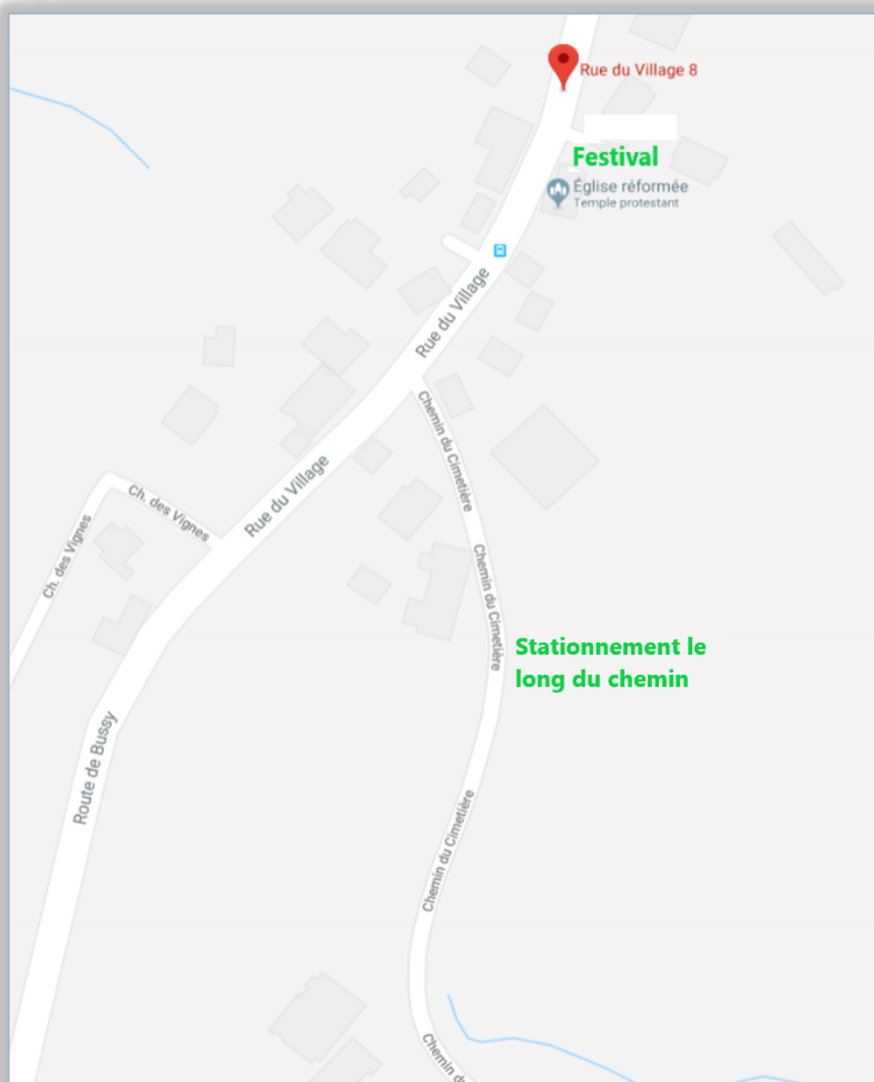 Rue du Village 8
Festival
Église réformée
Temple protestant
Rue du Village
Chemin du Cimetière
Rue du Village
Ch. des Vignes
Ch. des Vignes
Chemin du Cimetière
Stationnement le
long du chemin
Route de Bussy
Chemin du Cimetière
Chemin d